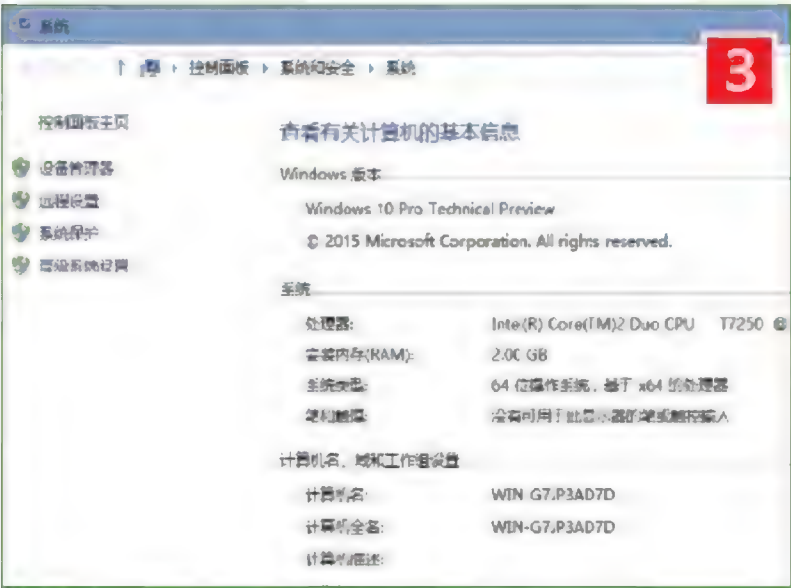 系统
3
↑ › 控制面板 › 系统和安全 › 系统
控制面板主页
设备管理器
远程设置
系统保护
高级系统设置
查看有关计算机的基本信息
Windows 版本
Windows 10 Pro Technical Preview
© 2015 Microsoft Corporation. All rights reserved.
系统
处理器: Intel(R) Core(TM)2 Duo CPU T7250 @
安装内存(RAM): 2.00 GB
系统类型: 64 位操作系统，基于 x64 的处理器
笔和触摸: 没有可用于此显示器的笔或触控输入
计算机名、域和工作组设置
计算机名:
计算机全名:
计算机描述: